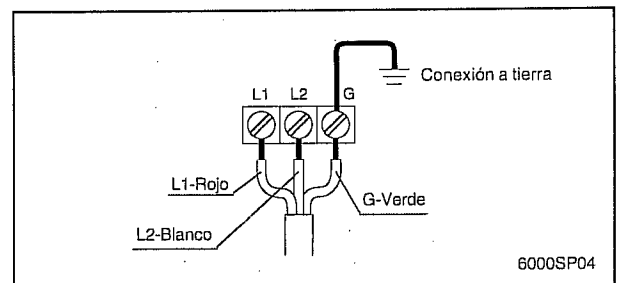 Conexión a tierra
L1 L2 G
L1-Rojo
G-Verde
L2-Blanco
6000SP04